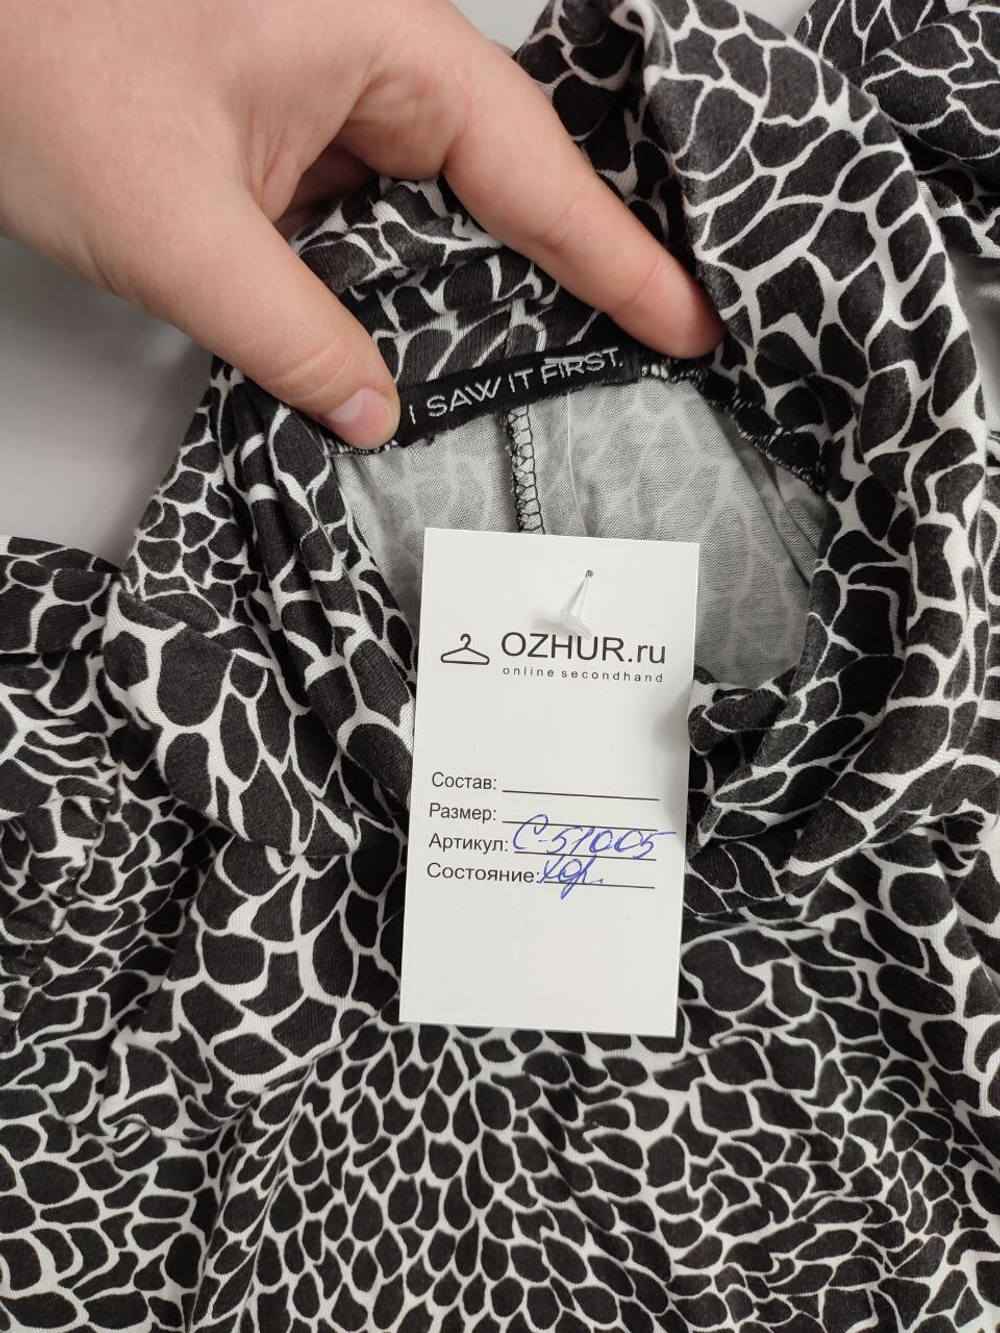 I SAW IT FIRST.
OZHUR.ru
online secondhand
Состав:
Размер:
Артикул: C-51005
Состояние: хор.